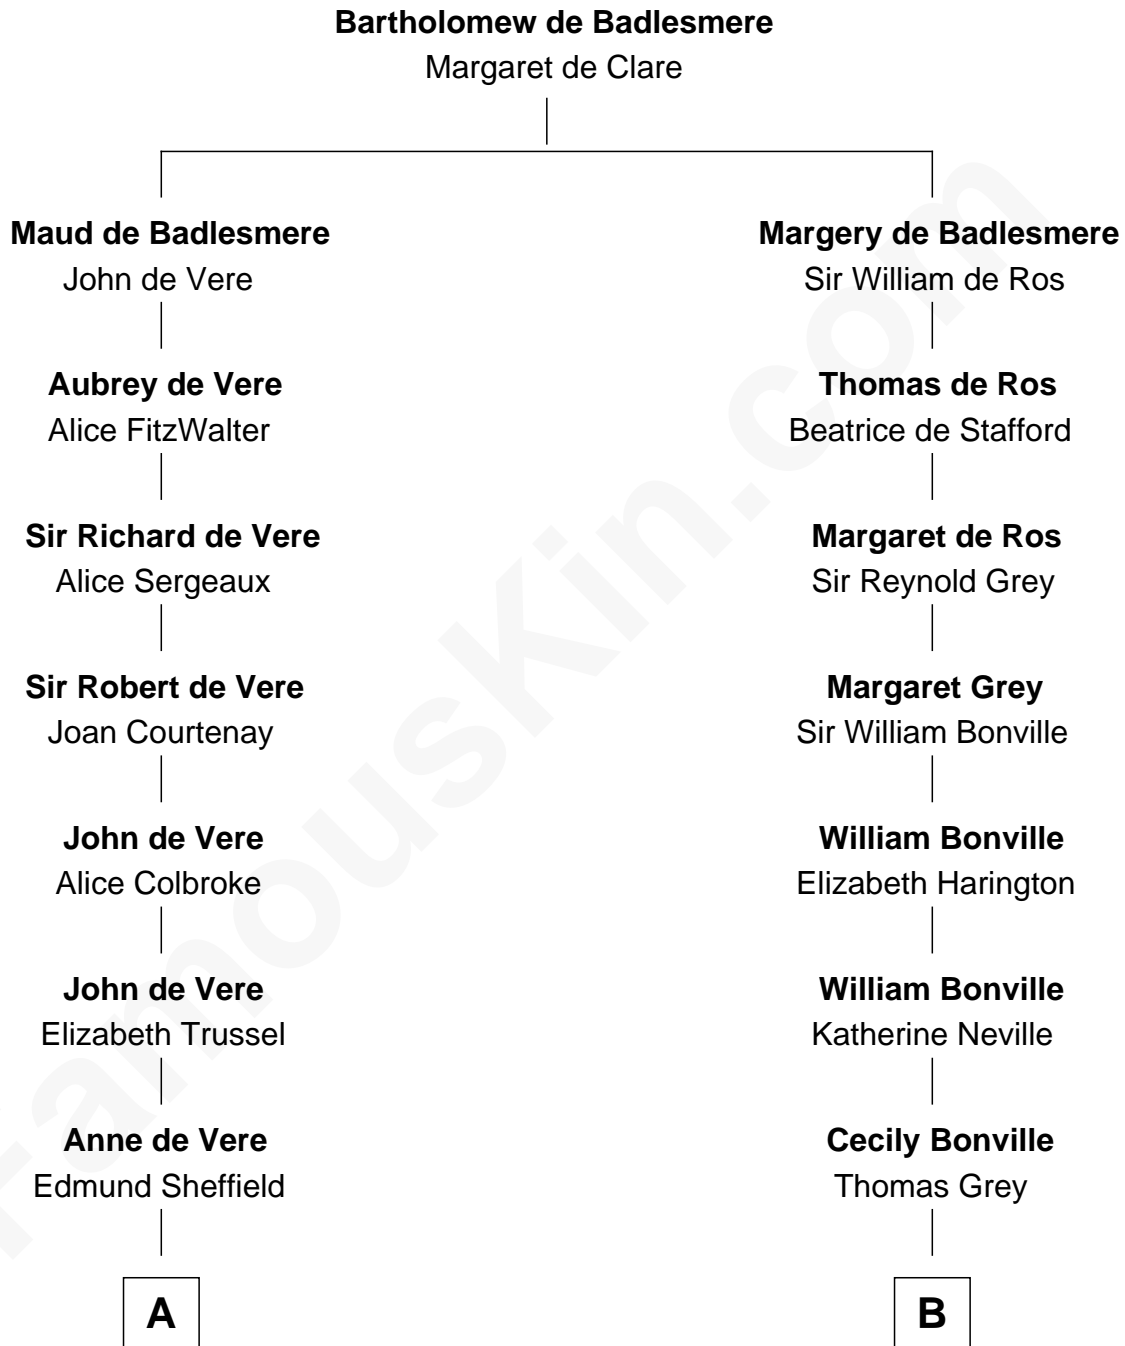 Bartholomew de Badlesmere
Margaret de Clare
Maud de Badlesmere
John de Vere
Margery de Badlesmere
Sir William de Ros
Aubrey de Vere
Alice FitzWalter
Thomas de Ros
Beatrice de Stafford
Sir Richard de Vere
Alice Sergeaux
Margaret de Ros
Sir Reynold Grey
Sir Robert de Vere
Joan Courtenay
Margaret Grey
Sir William Bonville
John de Vere
Alice Colbroke
William Bonville
Elizabeth Harington
John de Vere
Elizabeth Trussel
William Bonville
Katherine Neville
Anne de Vere
Edmund Sheffield
Cecily Bonville
Thomas Grey
A
B
FamousKin.com